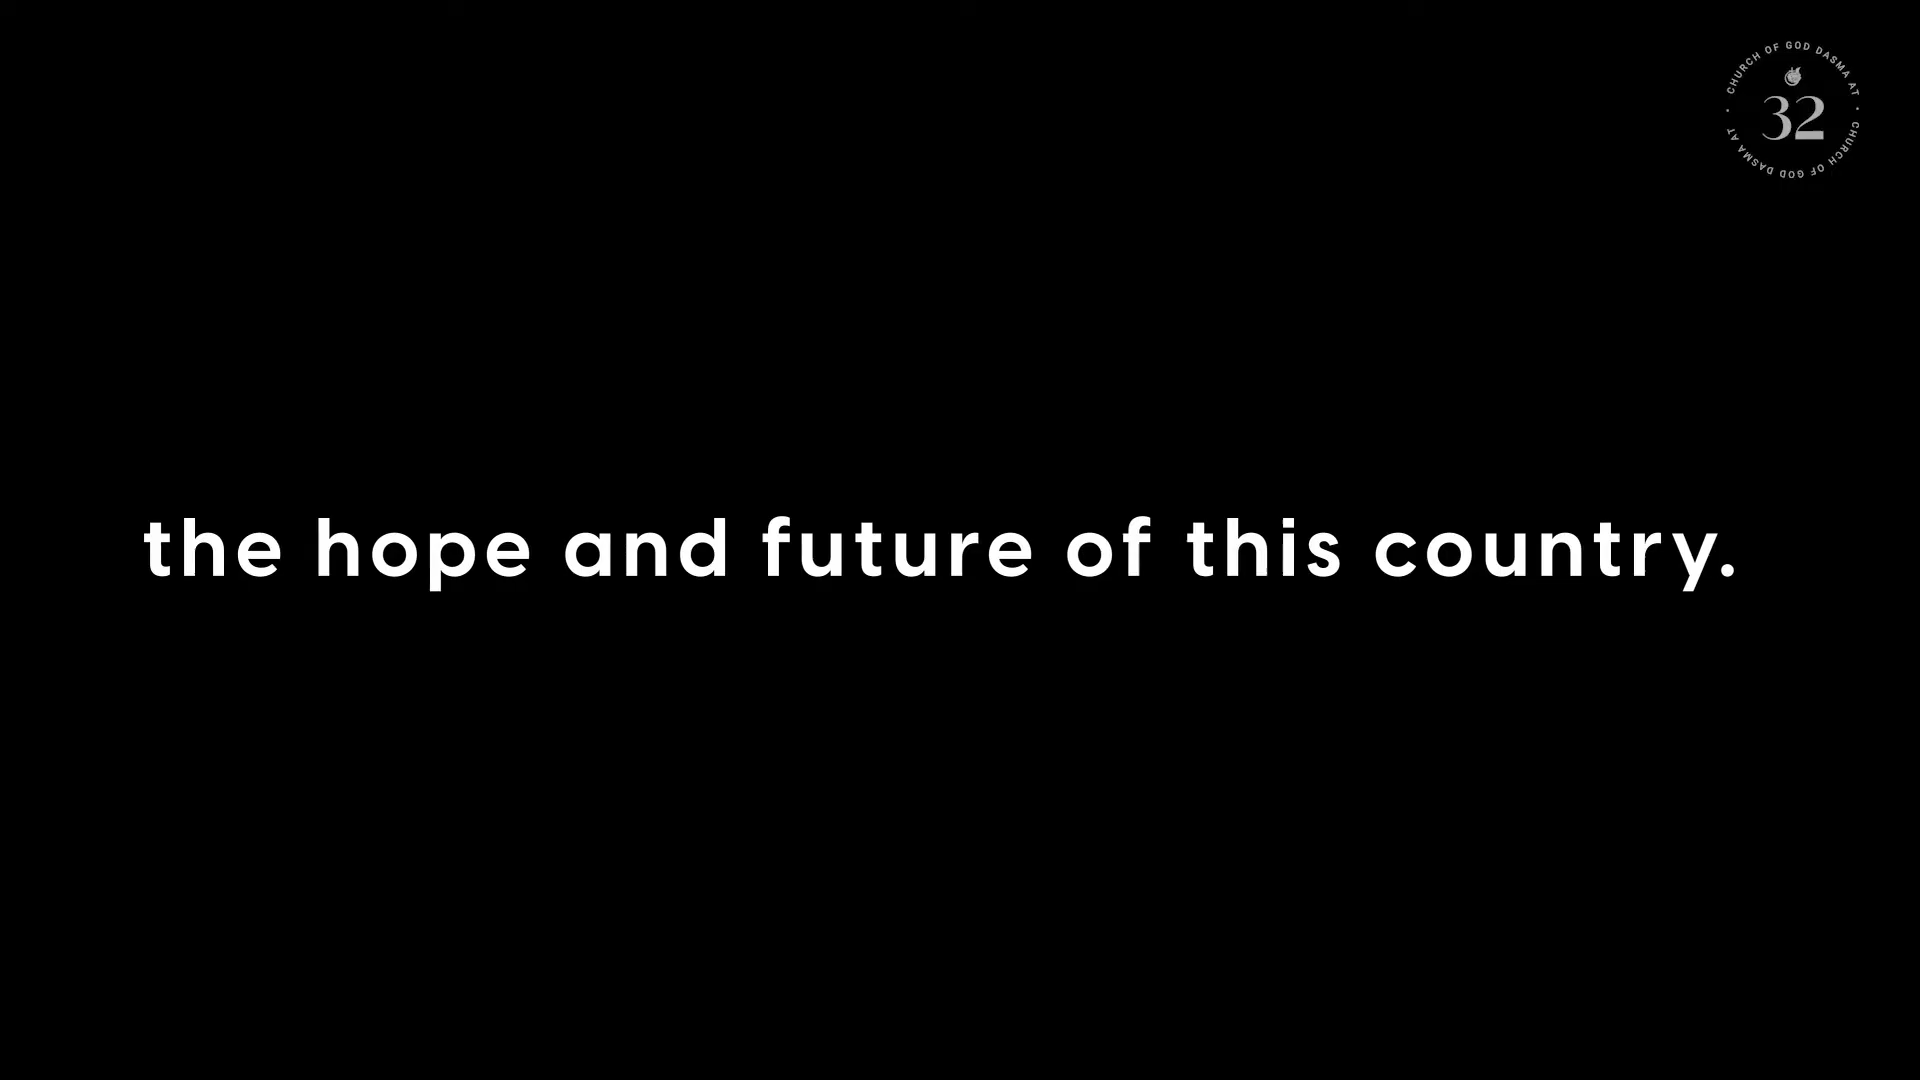 CHURCH OF GOD DASMA AT • CHURCH OF GOD DASMA AT •
32
the hope and future of this country.